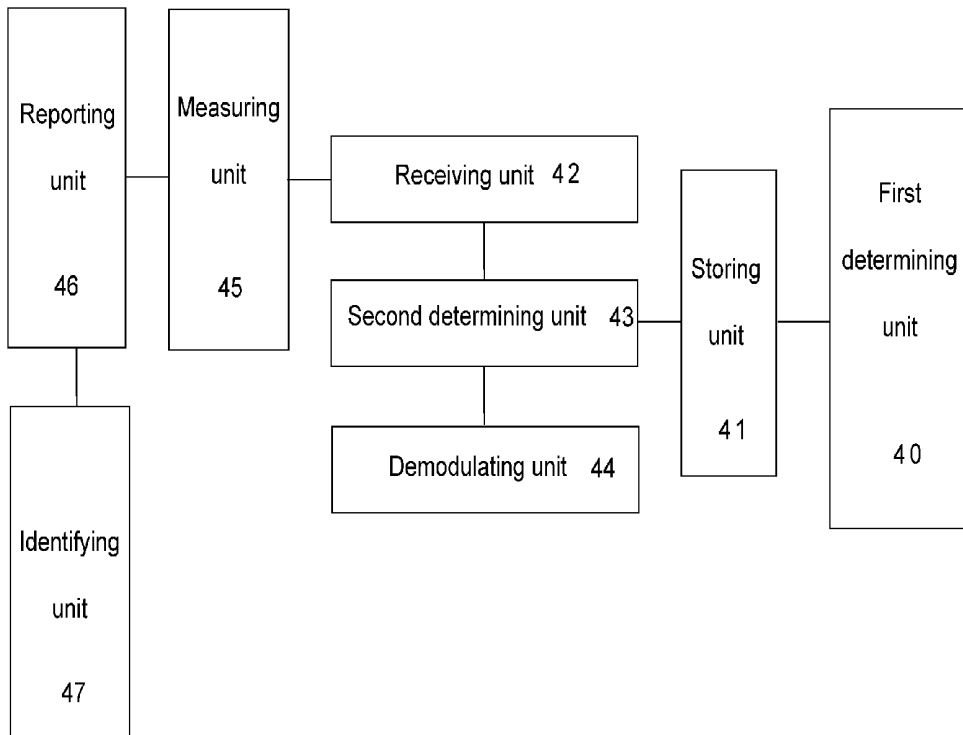 Reporting
unit
46
Measuring
unit
45
Receiving unit 42
Second determining unit 43
Demodulating unit 44
Storing
unit
41
First
determining
unit
40
Identifying
unit
47